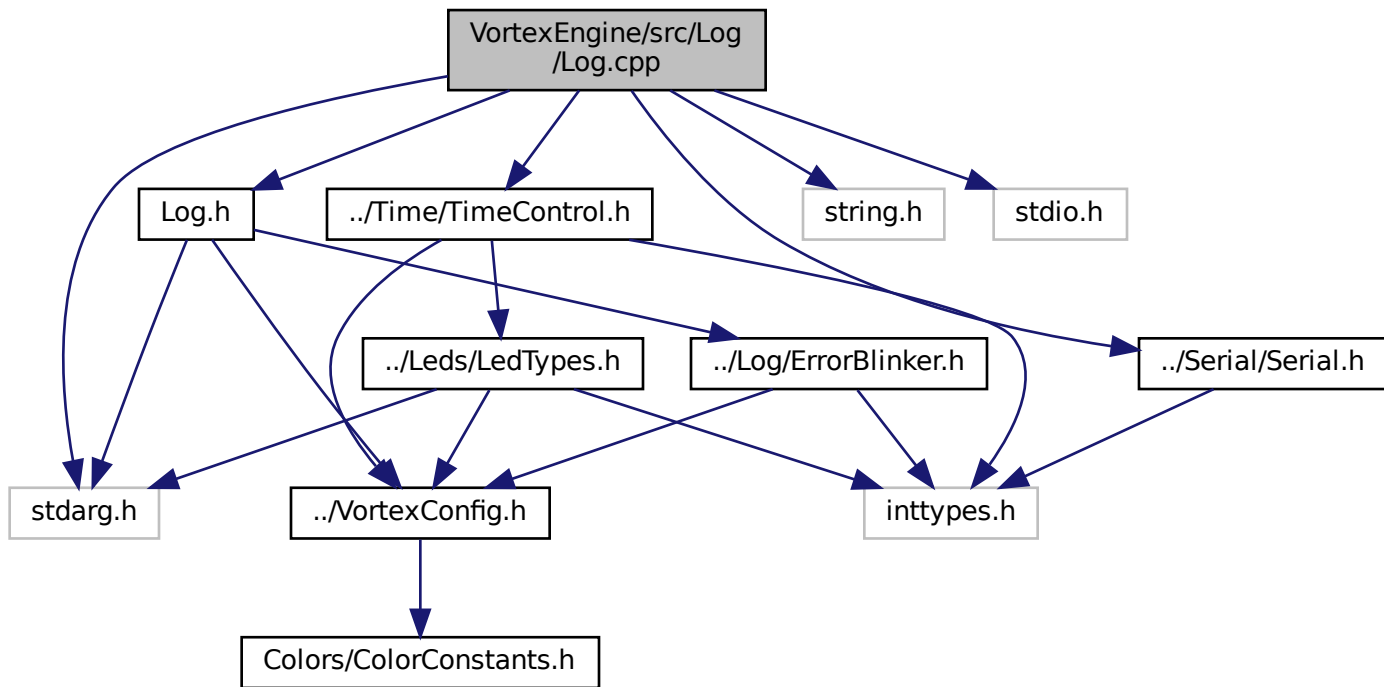 VortexEngine/src/Log
/Log.cpp
Log.h
../Time/TimeControl.h
string.h
stdio.h
../Leds/LedTypes.h
../Log/ErrorBlinker.h
../Serial/Serial.h
stdarg.h
../VortexConfig.h
inttypes.h
Colors/ColorConstants.h